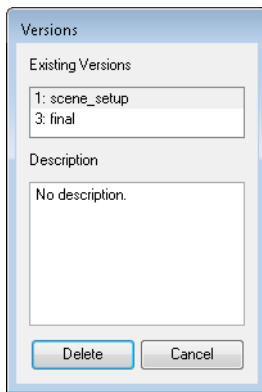 Versions
Existing Versions
1: scene_setup
3: final
Description
No description.
Delete
Cancel